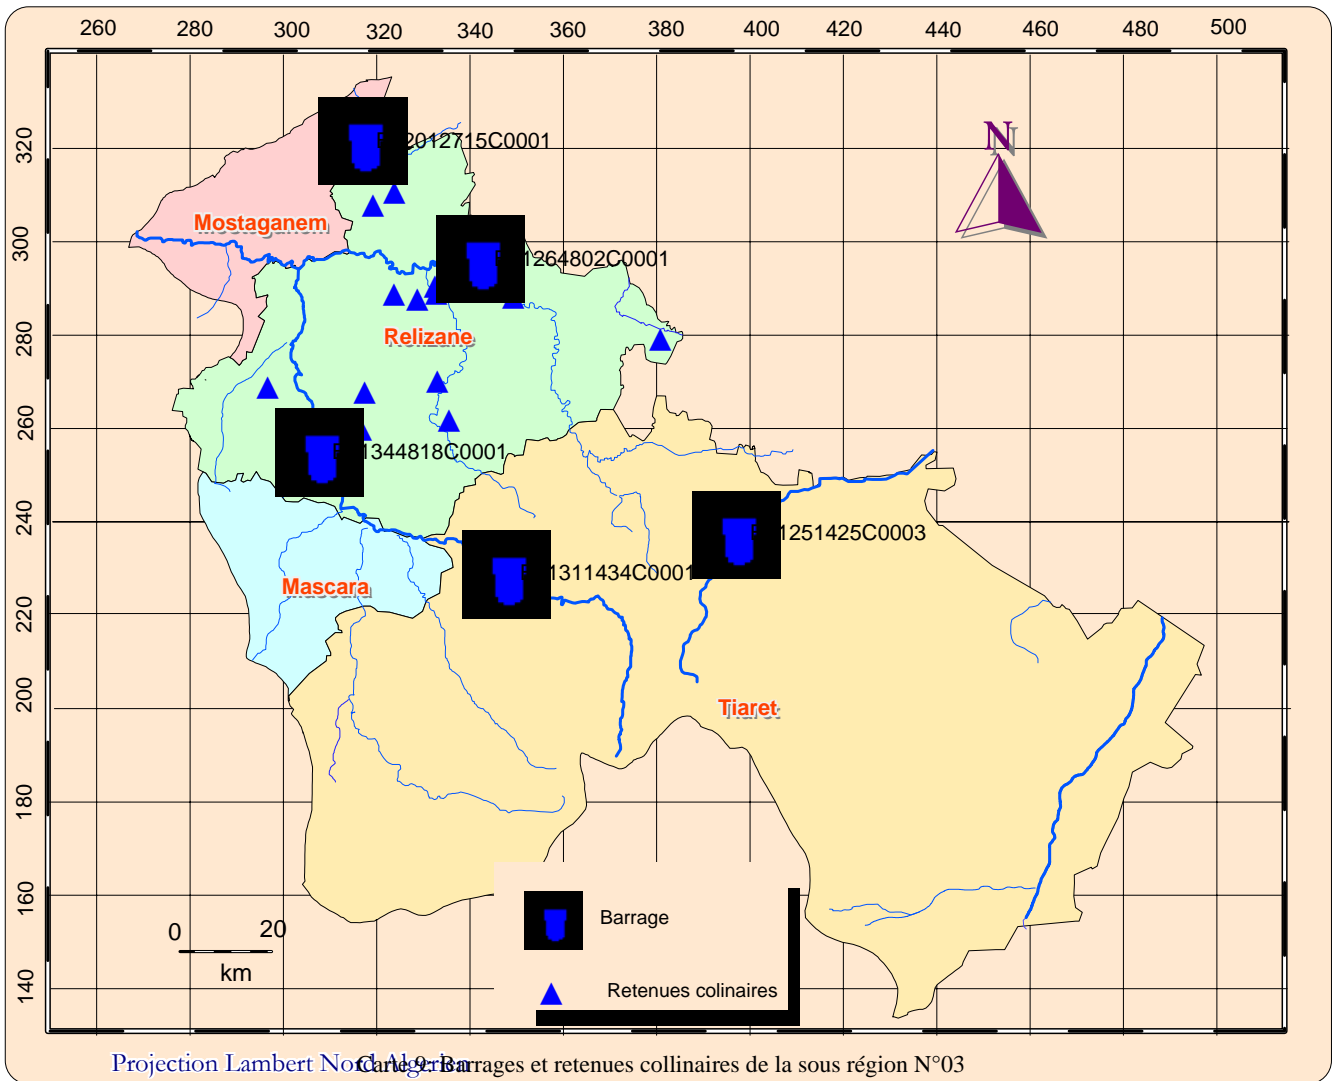 260 280 300 320 340 360 380 400 420 440 460 480 500
320
300
280
260
240
220
200
180
160
140
N
2012715C0001
Mostaganem
1264802C0001
Relizane
1344818C0001
1251425C0003
1311434C0001
Mascara
Tiaret
Barrage
Retenues colinaires
0 20
km
Projection Lambert Nord Algerien
Carte 9: Barrages et retenues collinaires de la sous région N°03